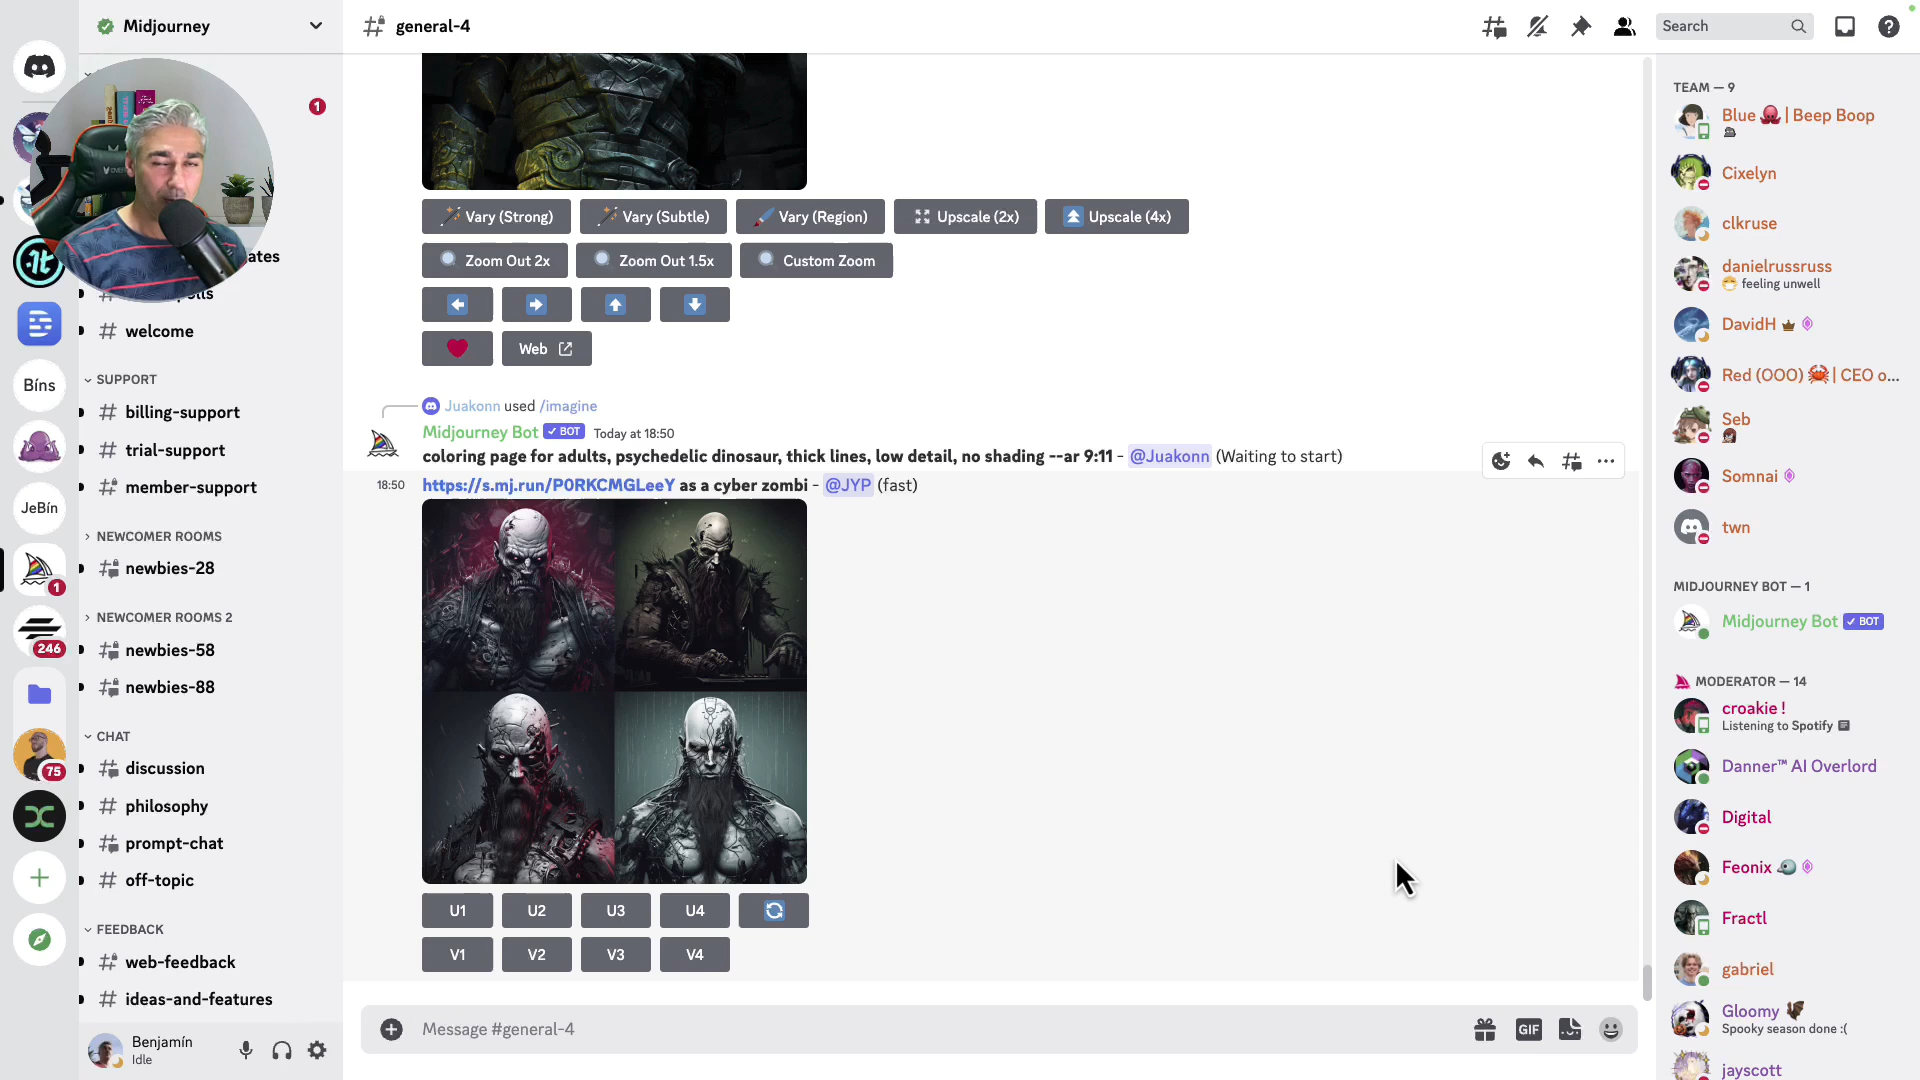 Midjourney
general-4
Search
1
ates
welcome
SUPPORT
billing-support
trial-support
member-support
NEWCOMER ROOMS
newbies-28
NEWCOMER ROOMS 2
newbies-58
newbies-88
CHAT
discussion
philosophy
prompt-chat
off-topic
FEEDBACK
web-feedback
ideas-and-features
Benjamín
Idle
Bíns
JeBín
1
246
75
Vary (Strong)
Vary (Subtle)
Vary (Region)
Upscale (2x)
Upscale (4x)
Zoom Out 2x
Zoom Out 1.5x
Custom Zoom
Web
Juakonn used /imagine
Midjourney Bot ✓ BOT Today at 18:50
coloring page for adults, psychedelic dinosaur, thick lines, low detail, no shading --ar 9:11 - @Juakonn (Waiting to start)
18:50 https://s.mj.run/P0RKCMGLeeY as a cyber zombi - @JYP (fast)
U1 U2 U3 U4
V1 V2 V3 V4
Message #general-4
GIF
TEAM — 9
Blue | Beep Boop
Cixelyn
clkruse
danielrussruss
feeling unwell
DavidH
Red (OOO) | CEO o...
Seb
Somnai
twn
MIDJOURNEY BOT — 1
Midjourney Bot ✓ BOT
MODERATOR — 14
croakie !
Listening to Spotify
Danner™ AI Overlord
Digital
Feonix
Fractl
gabriel
Gloomy
Spooky season done :(
jayscott